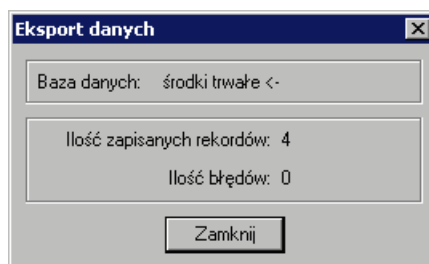 Eksport danych
Baza danych: środki trwałe <-
Ilość zapisanych rekordów: 4
Ilość błędów: 0
Zamknij